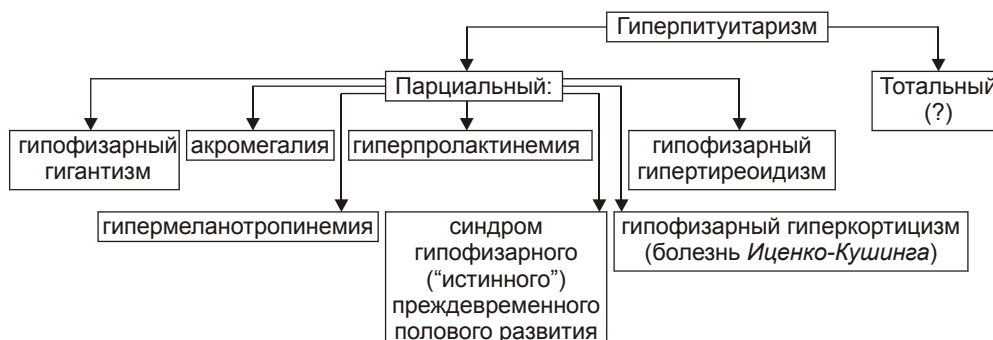 Гиперпитуитаризм
Парциальный:
Тотальный
(?)
гипофизарный
гигантизм
акромегалия
гиперпролактинемия
гипофизарный
гипертиреоидизм
гипермеланотропинемия
синдром
гипофизарного
(“истинного”)
преждевременного
полового развития
гипофизарный гиперкортицизм
(болезнь Иценко-Кушинга)